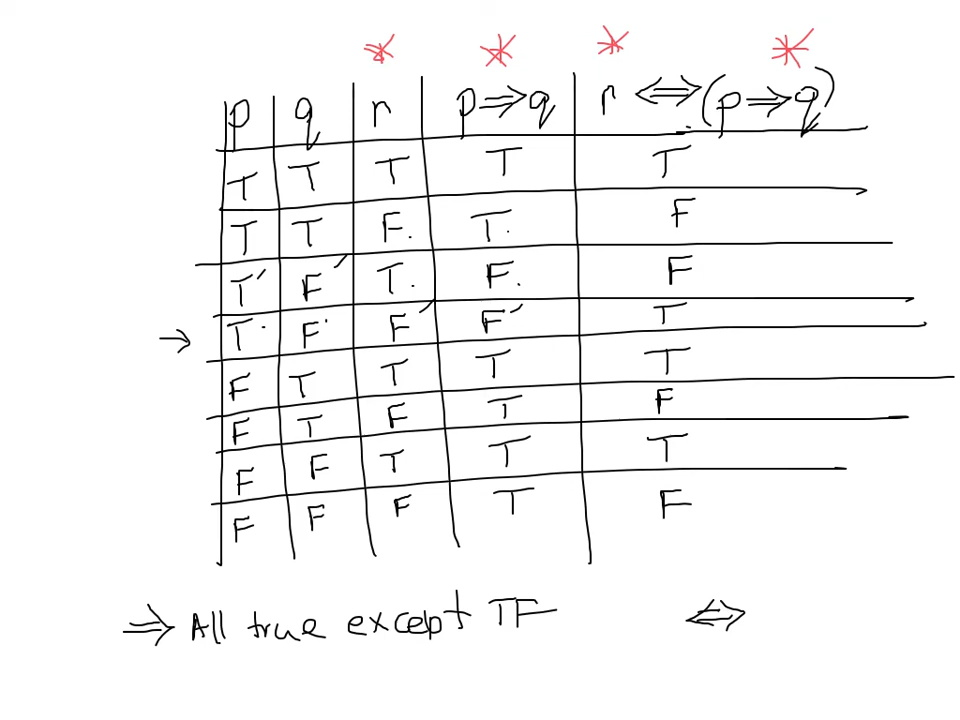 * * * *
p q r p ⇒ q r ⇔ (p ⇒ q)
T T T T T
T T F. T. F
T' F' T. F. F
→ T. F. F' F' T
F T T T T
F T F T F
F F T T T
F F F T F
⇒ All true except TF ⇔